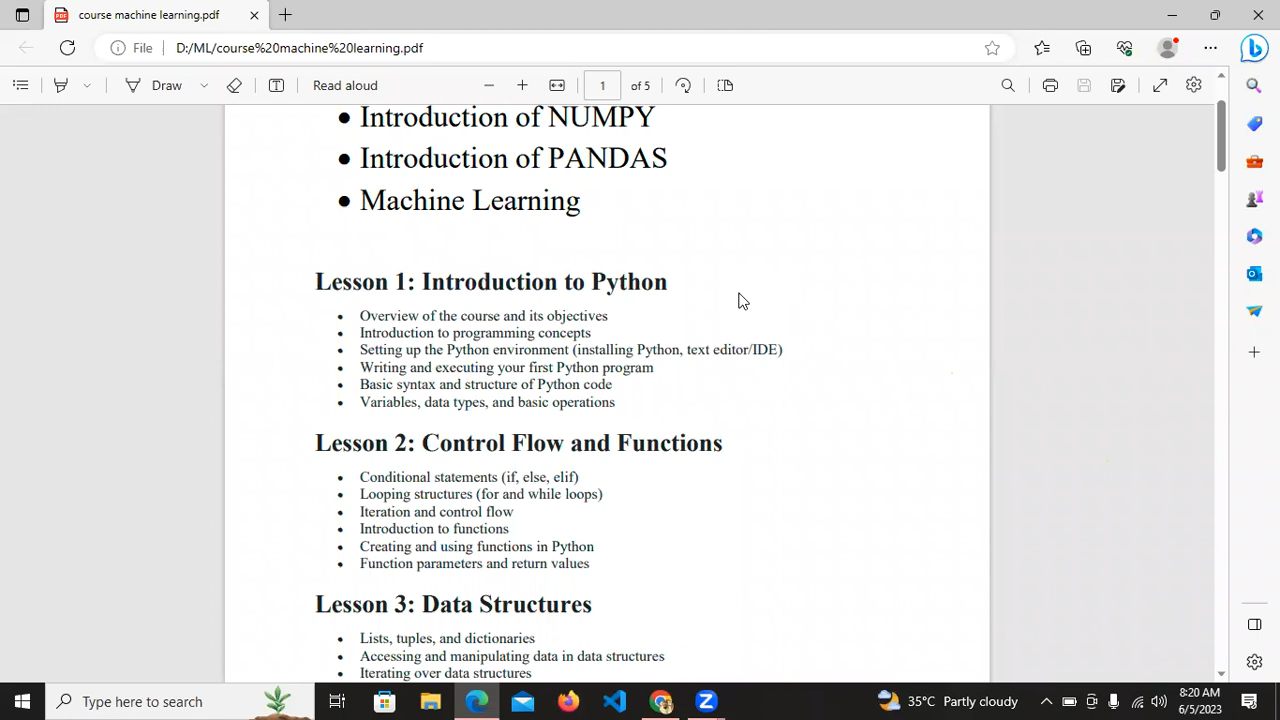 course machine learning.pdf
File
D:/ML/course%20machine%20learning.pdf
Draw
Read aloud
1
of 5
• Introduction of NUMPY
• Introduction of PANDAS
• Machine Learning
Lesson 1: Introduction to Python
• Overview of the course and its objectives
• Introduction to programming concepts
• Setting up the Python environment (installing Python, text editor/IDE)
• Writing and executing your first Python program
• Basic syntax and structure of Python code
• Variables, data types, and basic operations
Lesson 2: Control Flow and Functions
• Conditional statements (if, else, elif)
• Looping structures (for and while loops)
• Iteration and control flow
• Introduction to functions
• Creating and using functions in Python
• Function parameters and return values
Lesson 3: Data Structures
• Lists, tuples, and dictionaries
• Accessing and manipulating data in data structures
• Iterating over data structures
Type here to search
35°C Partly cloudy
8:20 AM
6/5/2023